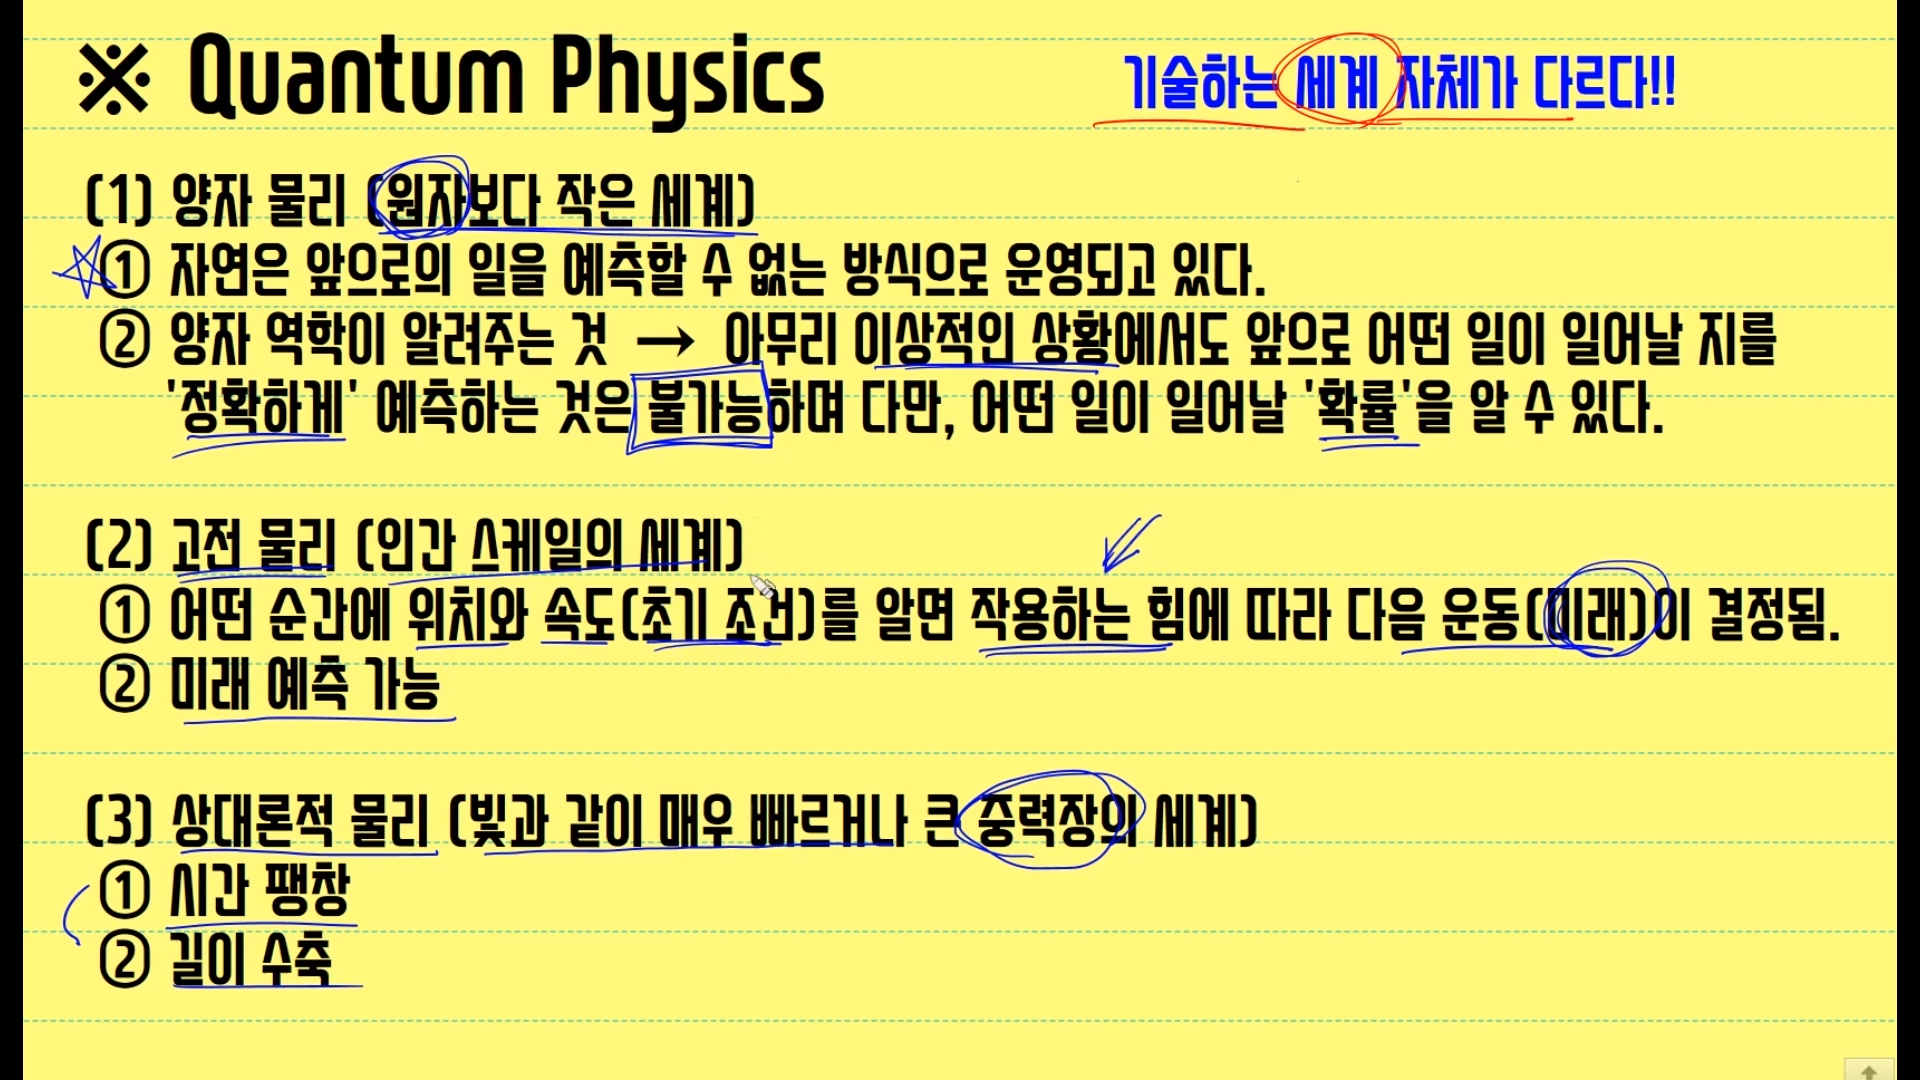 ※ Quantum Physics
기술하는 세계 자체가 다르다!!
(1) 양자 물리 (원자보다 작은 세계)
① 자연은 앞으로의 일을 예측할 수 없는 방식으로 운영되고 있다.
② 양자 역학이 알려주는 것 → 아무리 이상적인 상황에서도 앞으로 어떤 일이 일어날 지를
'정확하게' 예측하는 것은 불가능하며 다만, 어떤 일이 일어날 '확률'을 알 수 있다.
(2) 고전 물리 (인간 스케일의 세계)
① 어떤 순간에 위치와 속도(초기 조건)를 알면 작용하는 힘에 따라 다음 운동(미래)이 결정됨.
② 미래 예측 가능
(3) 상대론적 물리 (빛과 같이 매우 빠르거나 큰 중력장의 세계)
① 시간 팽창
② 길이 수축